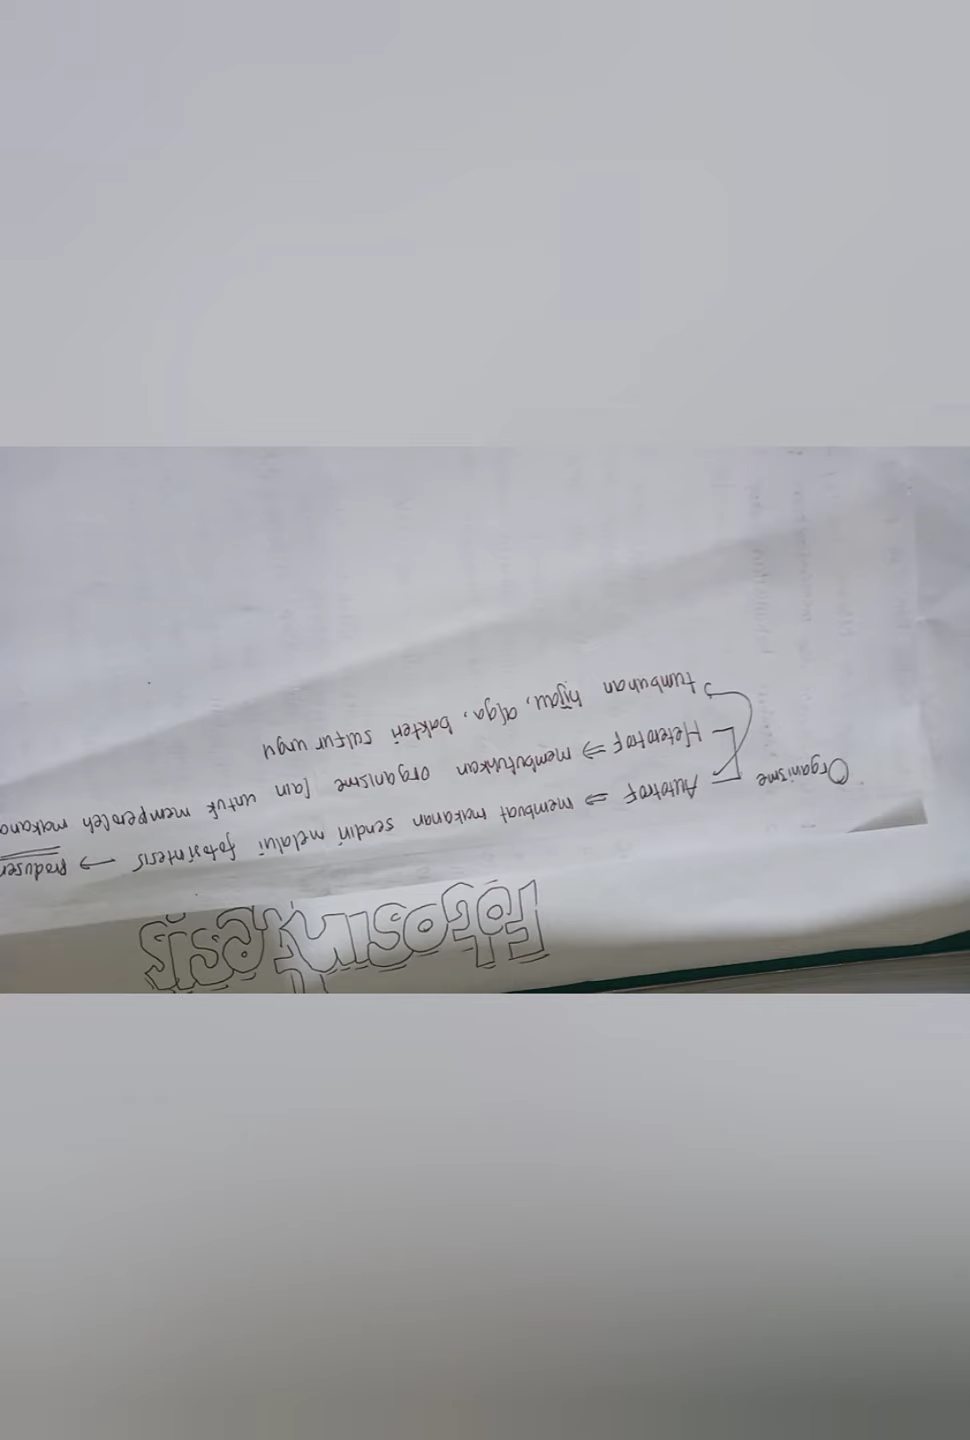 Fotosintesis
Organisme
Autotrof ⇒ membuat makanan sendiri melalui fotosintesis → produsen
Heterotrof ⇒ membutuhkan organisme lain untuk memperoleh makana
tumbuhan hijau, alga, bakteri sulfur ungu